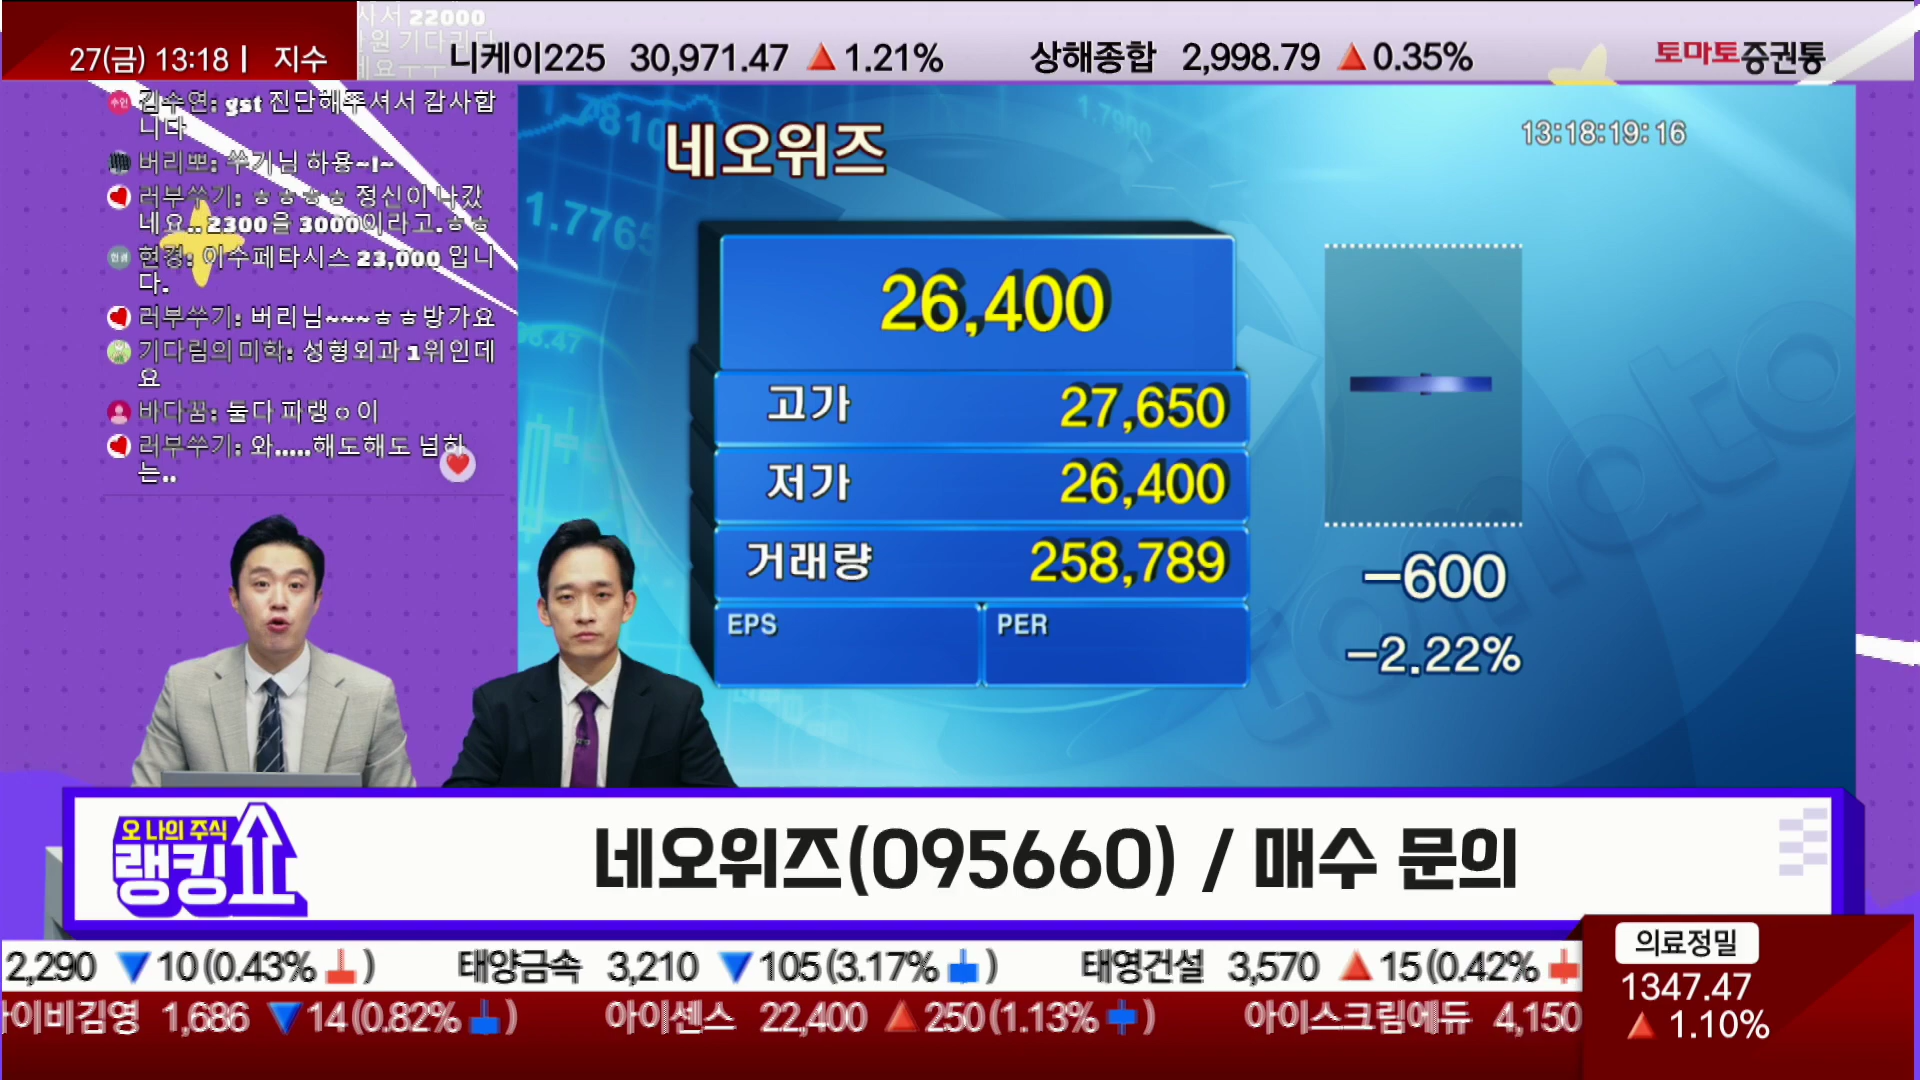 27(금) 13:18 | 지수
니케이225 30,971.47 ▲ 1.21% 상해종합 2,998.79 ▲ 0.35%
토마토증권통
22000
김수연: gst 진단해주셔서 감사합
니다
버리뽀: 쑤기님 하용~!~
러부쑤기: ㅎㅎㅎㅎ 정신이 나갔
네요.. 2300을 3000이라고.ㅎㅎ
현경: 이수페타시스 23,000 입니
다.
러부쑤기: 버리님~~~ㅎㅎ방가요
기다림의 미학: 성형외과 1위인데
요
바다꿈: 둘다 파랭ㅇ이
러부쑤기: 와.....해도해도 넘하
는..
네오위즈
13:18:19:16
26,400
고가 27,650
저가 26,400
거래량 258,789
EPS PER
-600
-2.22%
tomato
오 나의 주식
랭킹쇼
네오위즈(095660) / 매수 문의
2,290 ▼ 10 (0.43% ) 태양금속 3,210 ▼ 105 (3.17% ) 태영건설 3,570 ▲ 15 (0.42%
아이비김영 1,686 ▼ 14 (0.82% ) 아이센스 22,400 ▲ 250 (1.13% ) 아이스크림에듀 4,150
의료정밀
1347.47
▲ 1.10%